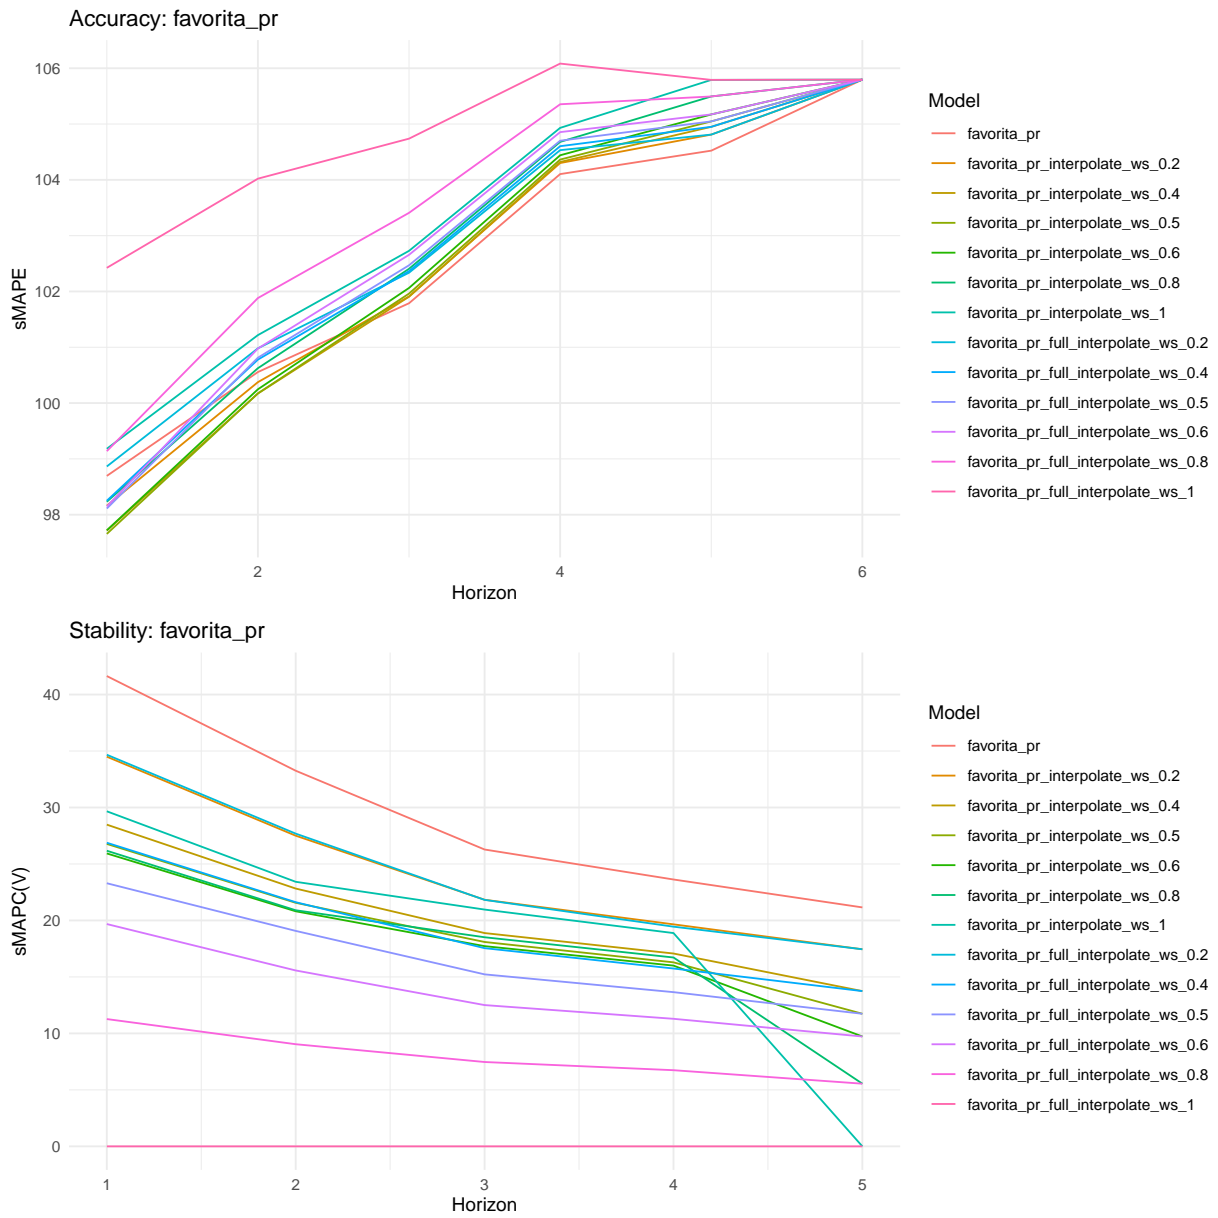 Accuracy: favorita_pr
106
104
102
100
98
sMAPE
2
4
6
Horizon
Model
favorita_pr
favorita_pr_interpolate_ws_0.2
favorita_pr_interpolate_ws_0.4
favorita_pr_interpolate_ws_0.5
favorita_pr_interpolate_ws_0.6
favorita_pr_interpolate_ws_0.8
favorita_pr_interpolate_ws_1
favorita_pr_full_interpolate_ws_0.2
favorita_pr_full_interpolate_ws_0.4
favorita_pr_full_interpolate_ws_0.5
favorita_pr_full_interpolate_ws_0.6
favorita_pr_full_interpolate_ws_0.8
favorita_pr_full_interpolate_ws_1
Stability: favorita_pr
40
30
20
10
0
sMAPC(V)
1
2
3
4
5
Horizon
Model
favorita_pr
favorita_pr_interpolate_ws_0.2
favorita_pr_interpolate_ws_0.4
favorita_pr_interpolate_ws_0.5
favorita_pr_interpolate_ws_0.6
favorita_pr_interpolate_ws_0.8
favorita_pr_interpolate_ws_1
favorita_pr_full_interpolate_ws_0.2
favorita_pr_full_interpolate_ws_0.4
favorita_pr_full_interpolate_ws_0.5
favorita_pr_full_interpolate_ws_0.6
favorita_pr_full_interpolate_ws_0.8
favorita_pr_full_interpolate_ws_1